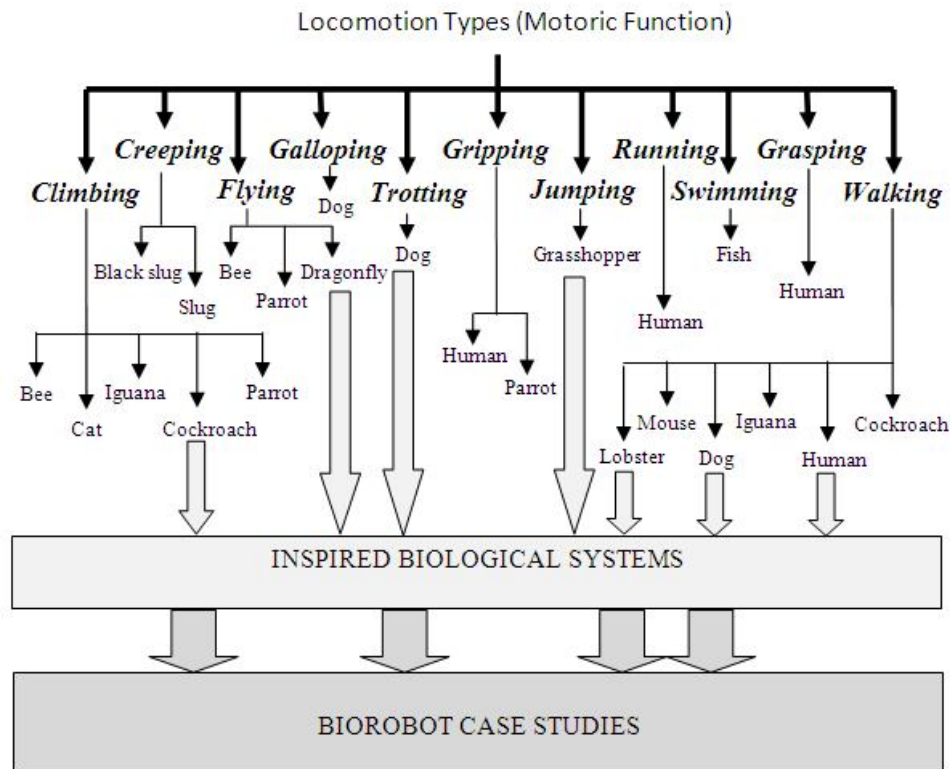 Locomotion Types (Motoric Function)
Creeping
Galloping
Gripping
Running
Grasping
Climbing
Flying
Trotting
Jumping
Swimming
Walking
Dog
Black slug
Bee
Dragonfly
Dog
Grasshopper
Fish
Slug
Parrot
Human
Human
Human
Parrot
Bee
Iguana
Parrot
Cat
Cockroach
Mouse
Iguana
Cockroach
Lobster
Dog
Human
INSPIRED BIOLOGICAL SYSTEMS
BIOROBOT CASE STUDIES